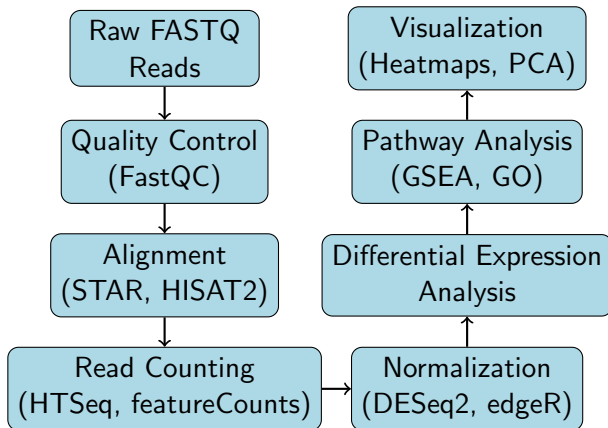 Raw FASTQ
Reads
Quality Control
(FastQC)
Alignment
(STAR, HISAT2)
Read Counting
(HTSeq, featureCounts)
Normalization
(DESeq2, edgeR)
Differential Expression
Analysis
Pathway Analysis
(GSEA, GO)
Visualization
(Heatmaps, PCA)